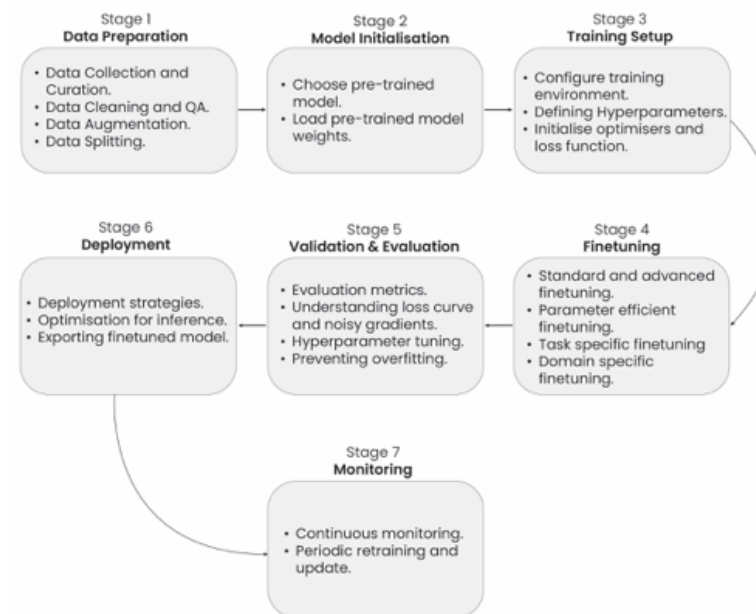 Stage 1
Data Preparation
• Data Collection and
Curation.
• Data Cleaning and QA.
• Data Augmentation.
• Data Splitting.
Stage 2
Model Initialisation
• Choose pre-trained
model.
• Load pre-trained model
weights.
Stage 3
Training Setup
• Configure training
environment.
• Defining Hyperparameters.
• Initialise optimisers and
loss function.
Stage 4
Finetuning
• Standard and advanced
finetuning.
• Parameter efficient
finetuning.
• Task specific finetuning
• Domain specific
finetuning.
Stage 5
Validation & Evaluation
• Evaluation metrics.
• Understanding loss curve
and noisy gradients.
• Hyperparameter tuning.
• Preventing overfitting.
Stage 6
Deployment
• Deployment strategies.
• Optimisation for inference.
• Exporting finetuned model.
Stage 7
Monitoring
• Continuous monitoring.
• Periodic retraining and
update.